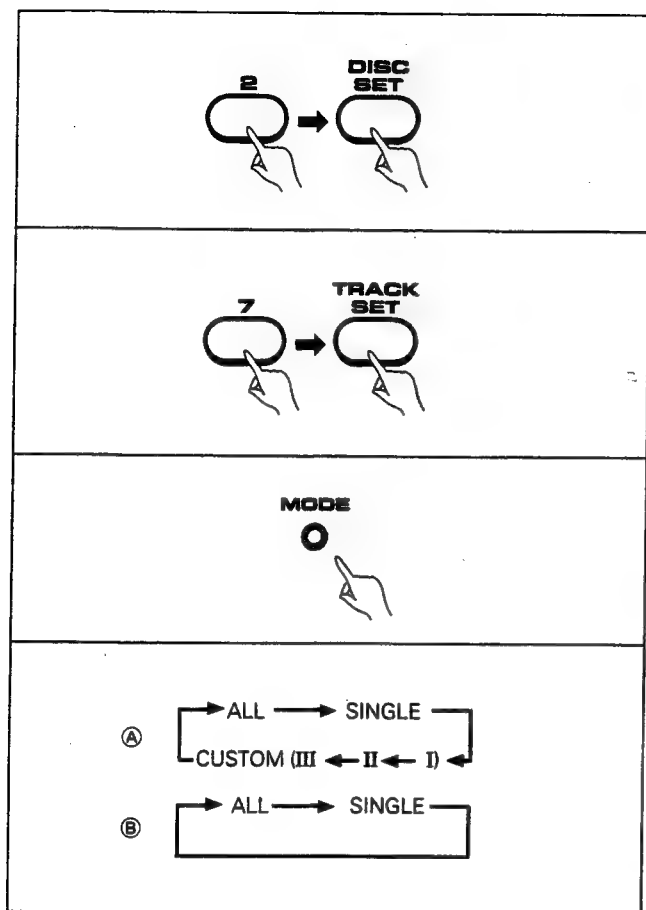 2
DISC
SET
7
TRACK
SET
MODE
Ⓐ
ALL SINGLE
CUSTOM (III II I)
Ⓑ
ALL SINGLE